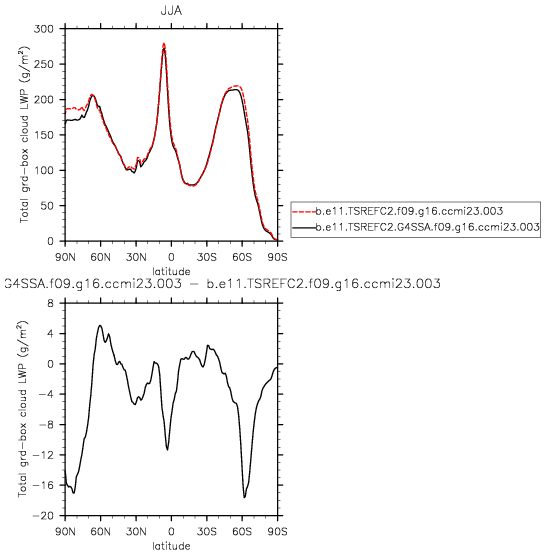 JJA
Total grd-box cloud LWP (g/m²)
300
250
200
150
100
50
0
90N 60N 30N 0 30S 60S 90S
latitude
b.e11.TSREFC2.f09.g16.ccmi23.003
b.e11.TSREFC2.G4SSA.f09.g16.ccmi23.003
G4SSA.f09.g16.ccmi23.003 - b.e11.TSREFC2.f09.g16.ccmi23.003
Total grd-box cloud LWP (g/m²)
8
4
0
-4
-8
-12
-16
-20
90N 60N 30N 0 30S 60S 90S
latitude